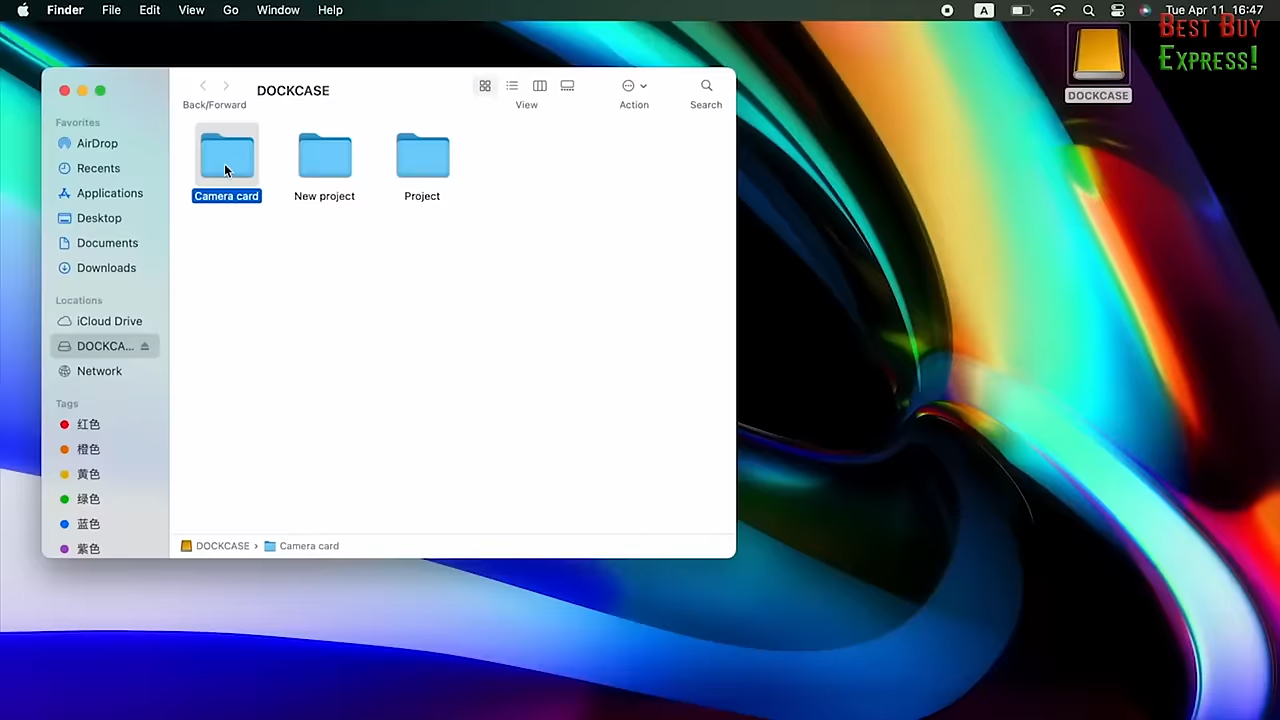 Finder File Edit View Go Window Help
A
Tue Apr 11 16:47
BEST BUY
EXPRESS!
DOCKCASE
DOCKCASE
Back/Forward
View
Action
Search
Favorites
AirDrop
Recents
Applications
Desktop
Documents
Downloads
Locations
iCloud Drive
DOCKCA...
Network
Tags
红色
橙色
黄色
绿色
蓝色
紫色
Camera card
New project
Project
DOCKCASE › Camera card